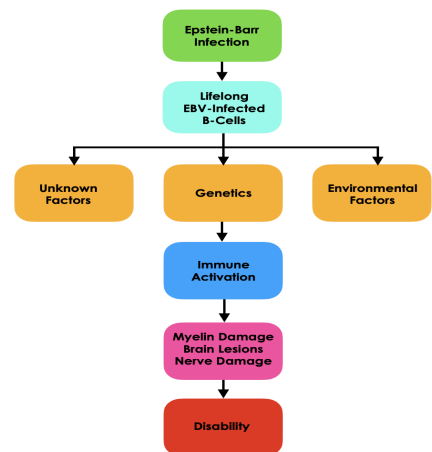 Epstein-Barr
Infection
Lifelong
EBV-Infected
B-Cells
Unknown
Factors
Genetics
Environmental
Factors
Immune
Activation
Myelin Damage
Brain Lesions
Nerve Damage
Disability